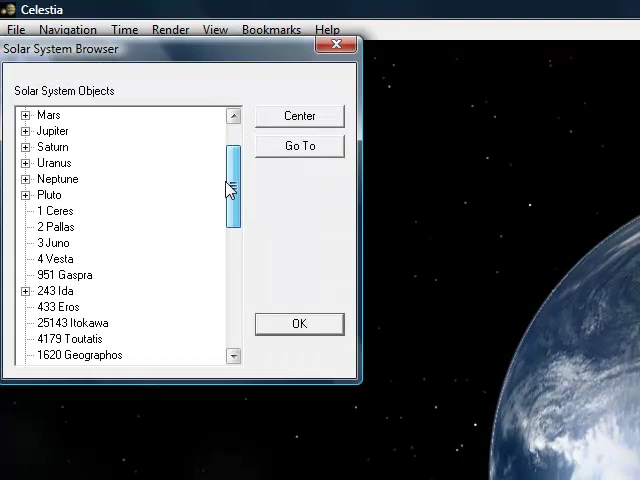 Celestia
File Navigation Time Render View Bookmarks Help
Solar System Browser
Solar System Objects
Mars
Jupiter
Saturn
Uranus
Neptune
Pluto
1 Ceres
2 Pallas
3 Juno
4 Vesta
951 Gaspra
243 Ida
433 Eros
25143 Itokawa
4179 Toutatis
1620 Geographos
Center
Go To
OK